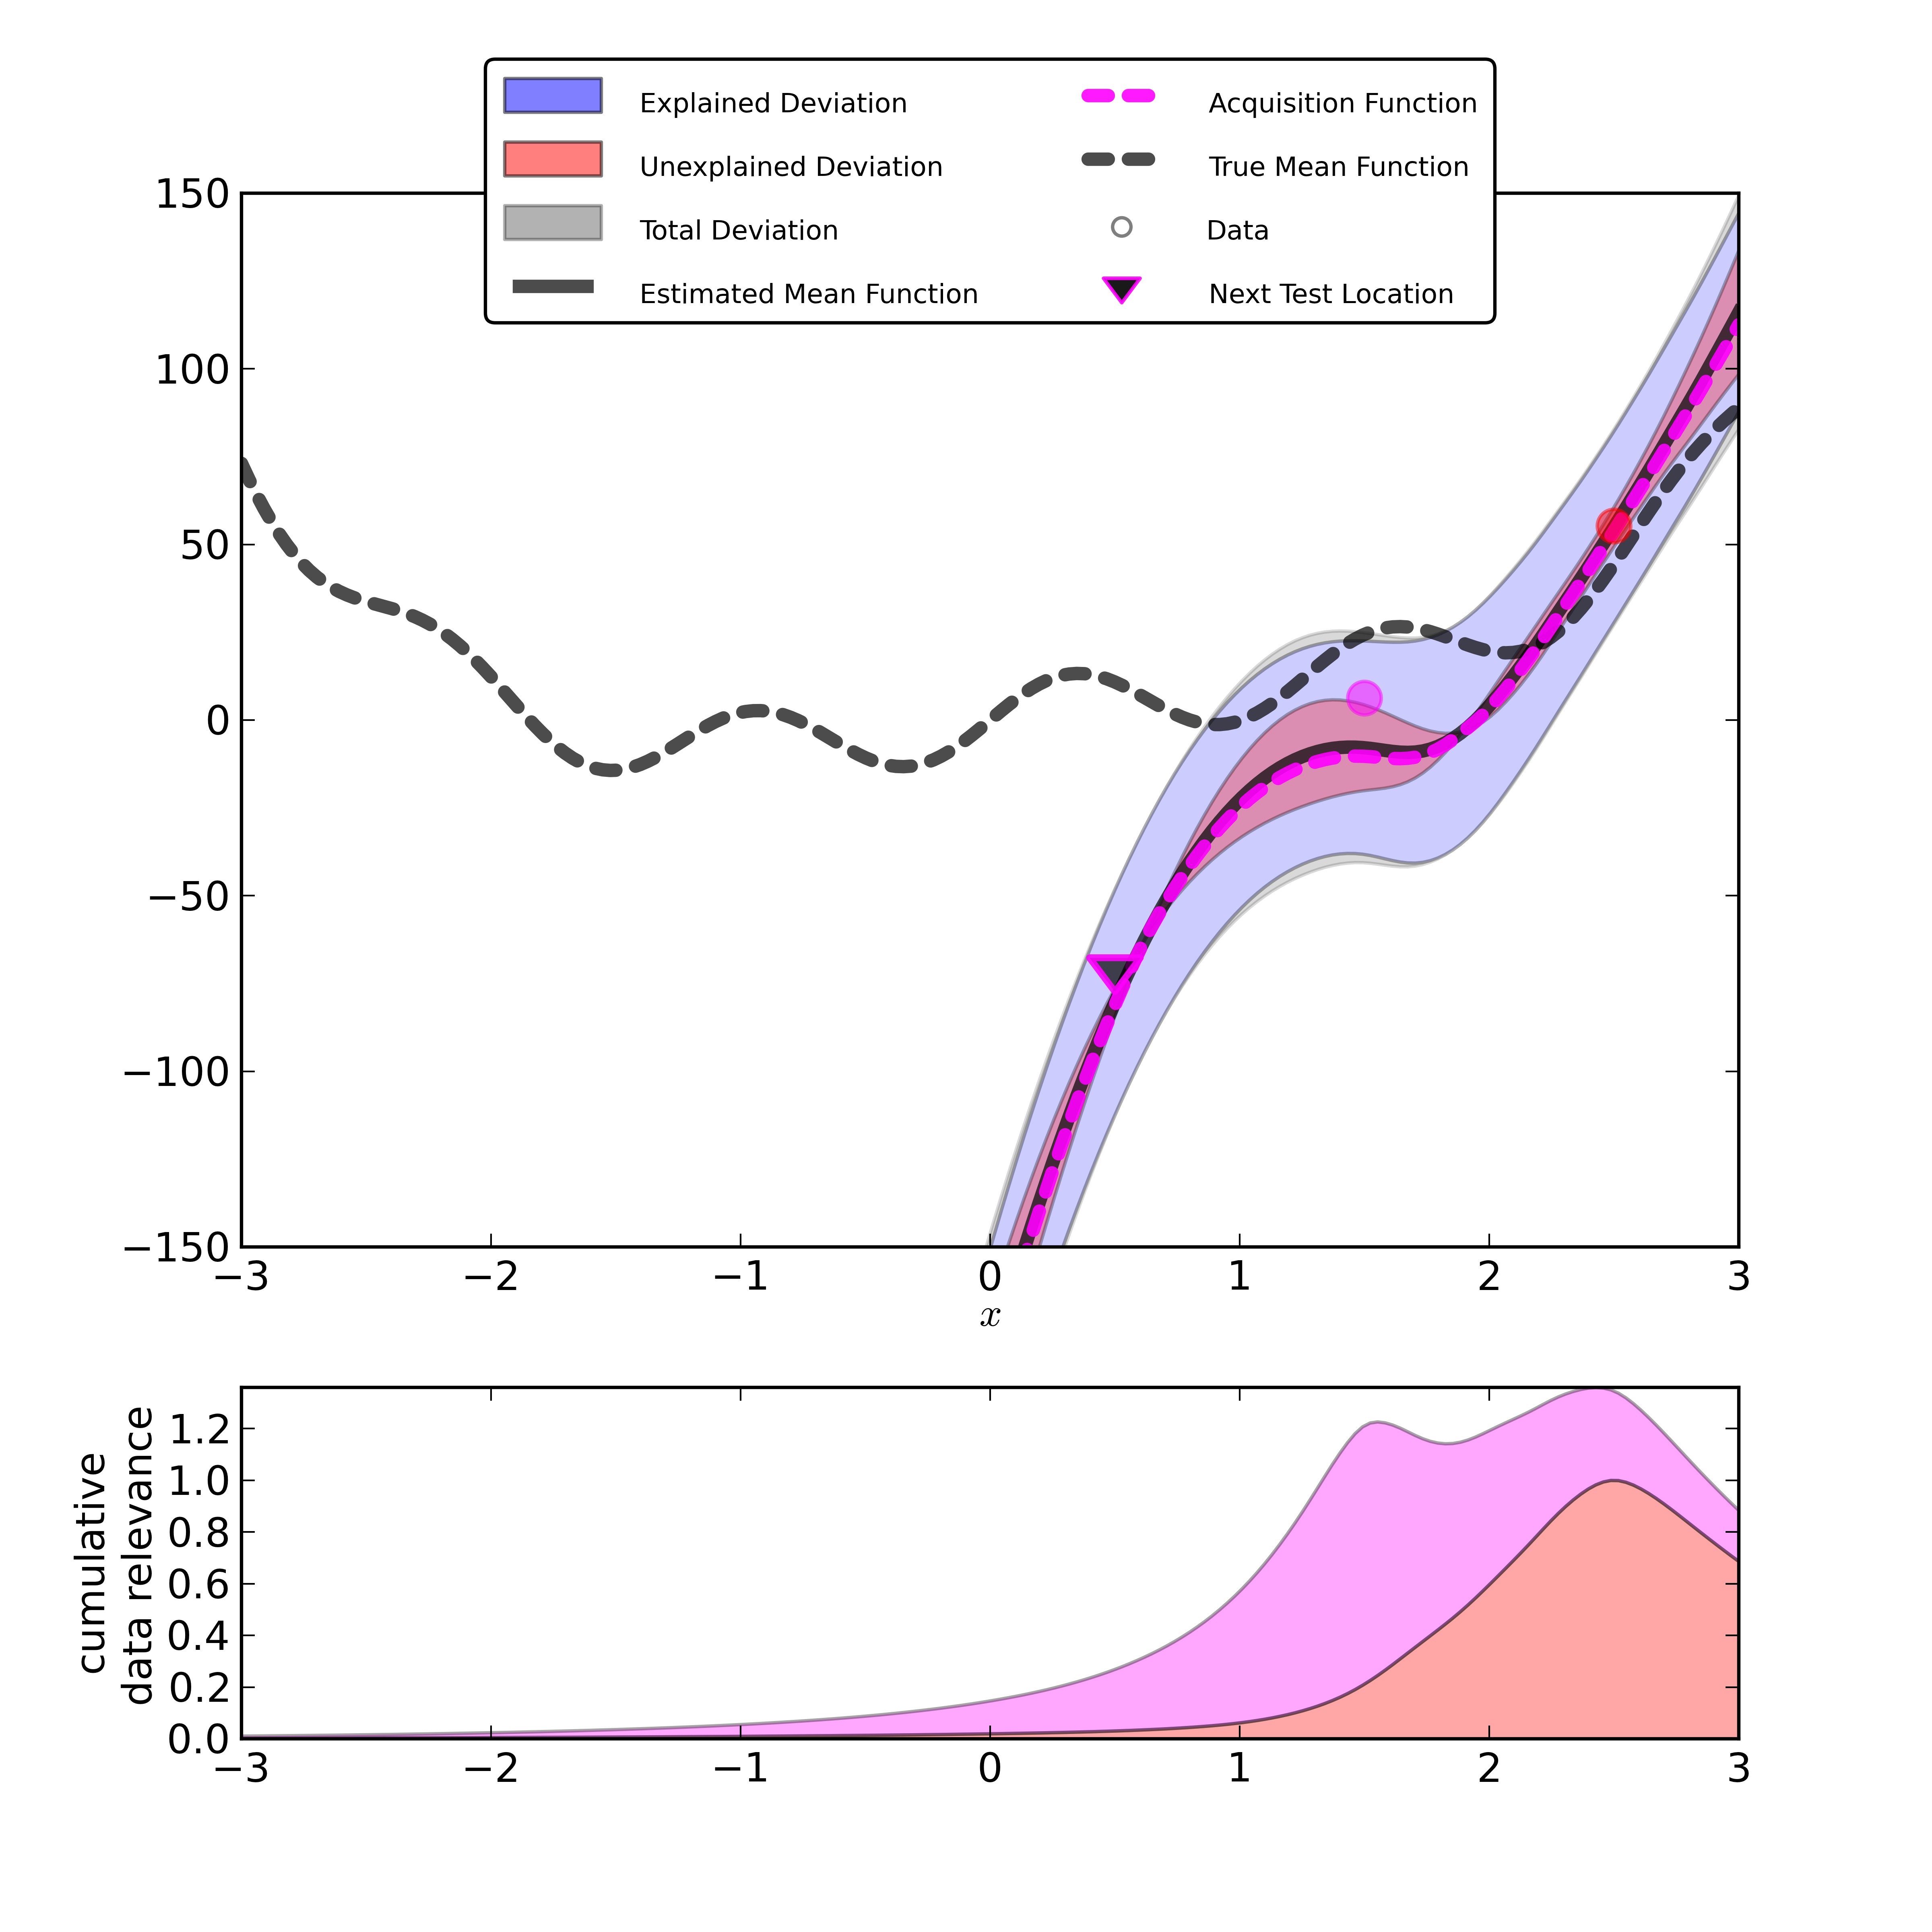 Explained Deviation
Unexplained Deviation
Total Deviation
Estimated Mean Function
Acquisition Function
True Mean Function
Data
Next Test Location
150
100
50
0
−50
−100
−150
−3 −2 −1 0 1 2 3
x
cumulative
data relevance
1.2
1.0
0.8
0.6
0.4
0.2
0.0
−3 −2 −1 0 1 2 3